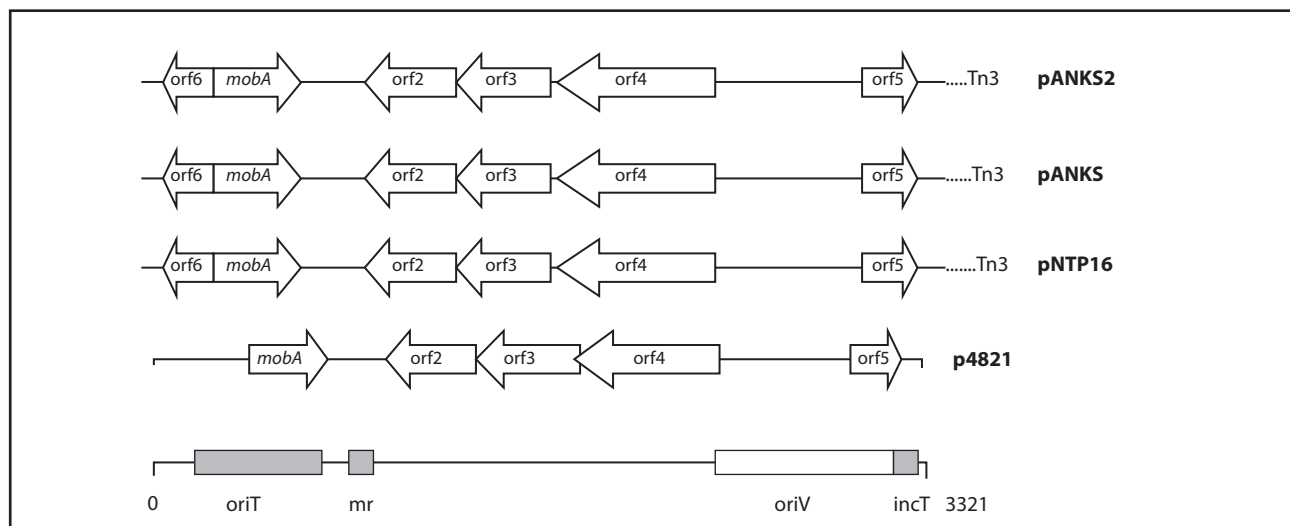 orf6 mobA orf2 orf3 orf4 orf5 .....Tn3 pANKS2
orf6 mobA orf2 orf3 orf4 orf5 ......Tn3 pANKS
orf6 mobA orf2 orf3 orf4 orf5 .......Tn3 pNTP16
mobA orf2 orf3 orf4 orf5 p4821
0 oriT mr oriV incT 3321